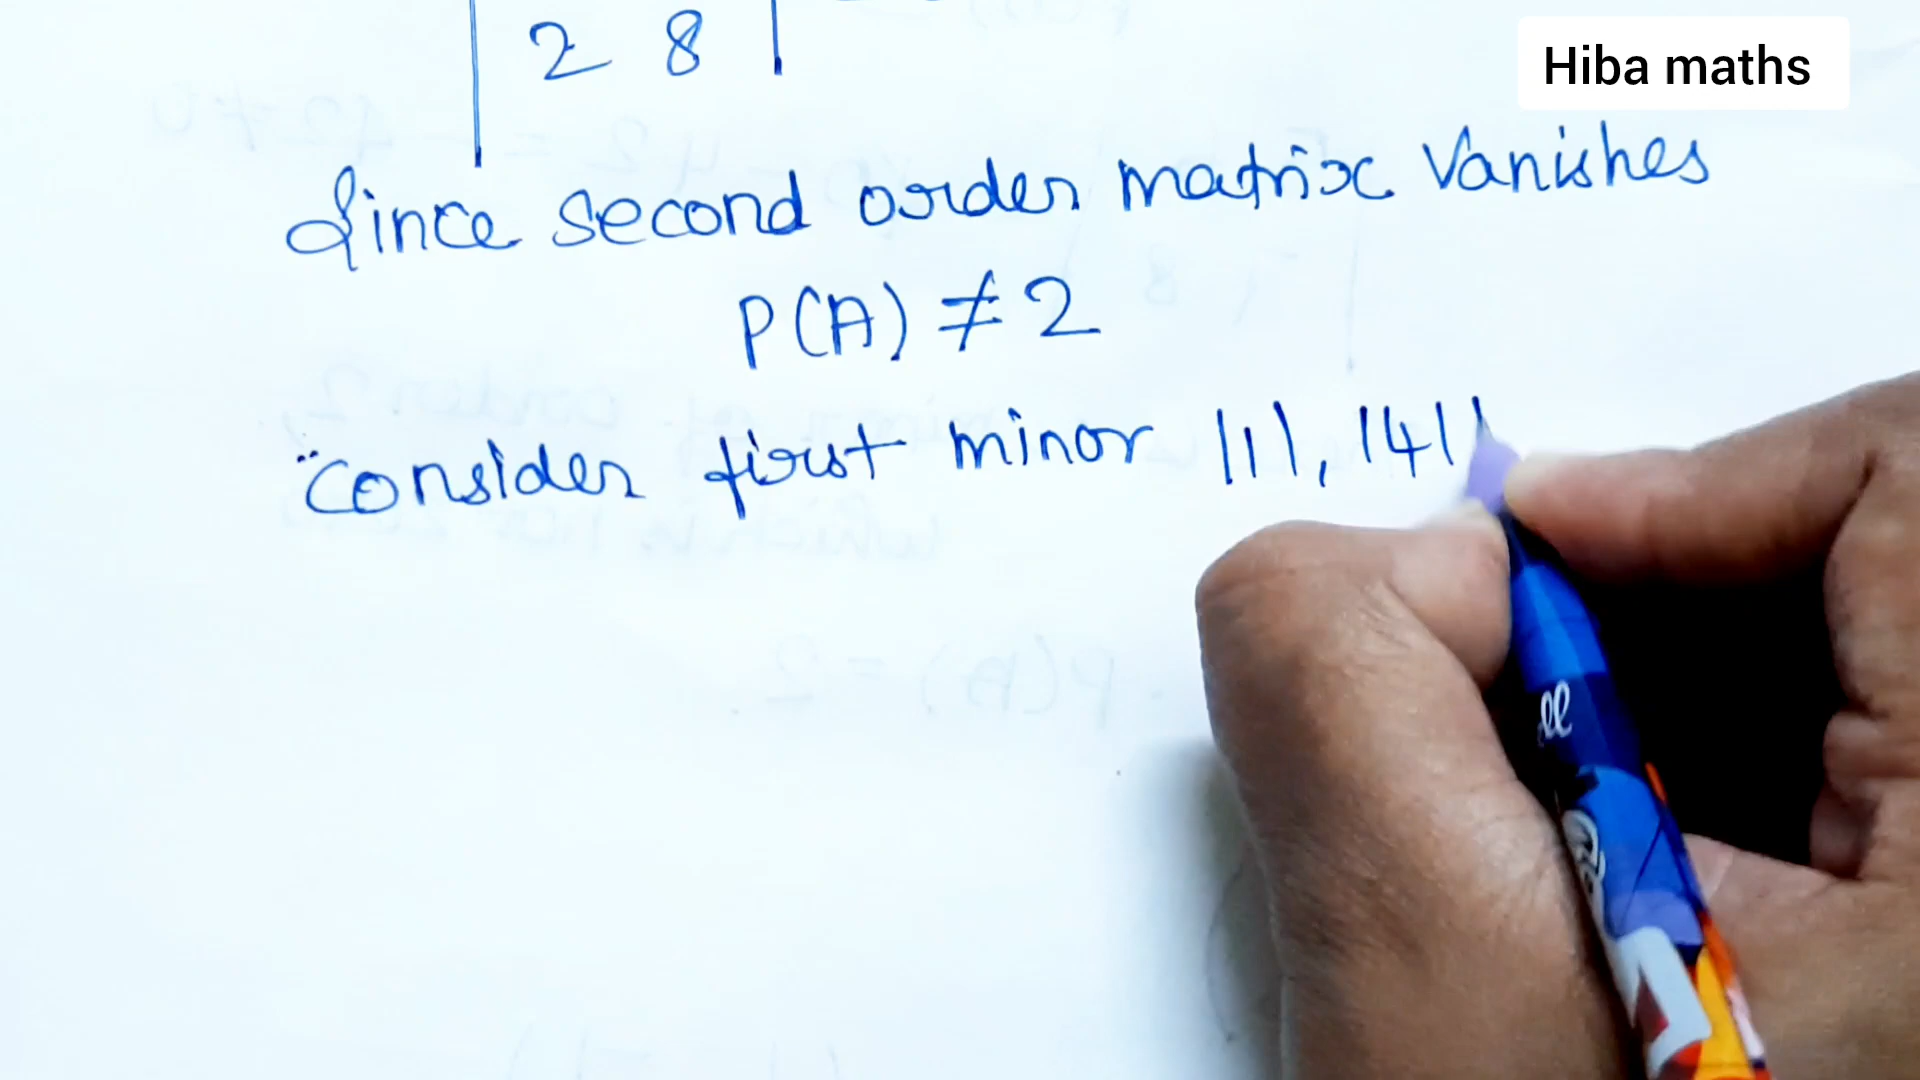 | 2 8 |
Hiba maths
Since second order matrix vanishes
P(A) ≠ 2
consider first minor |1|, |4| |